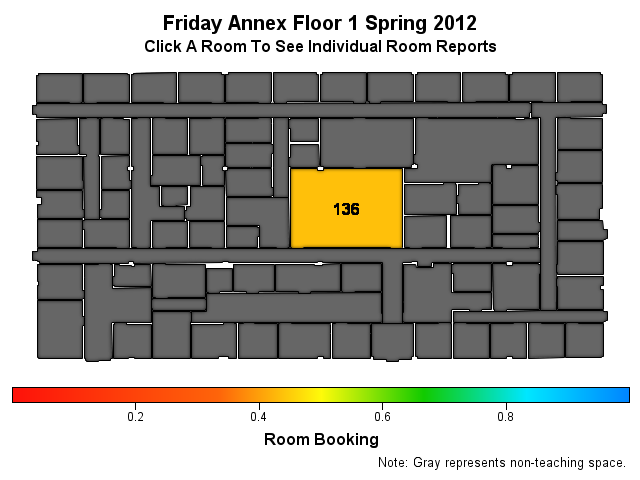 Friday Annex Floor 1 Spring 2012
Click A Room To See Individual Room Reports
136
0.2 0.4 0.6 0.8
Room Booking
Note: Gray represents non-teaching space.